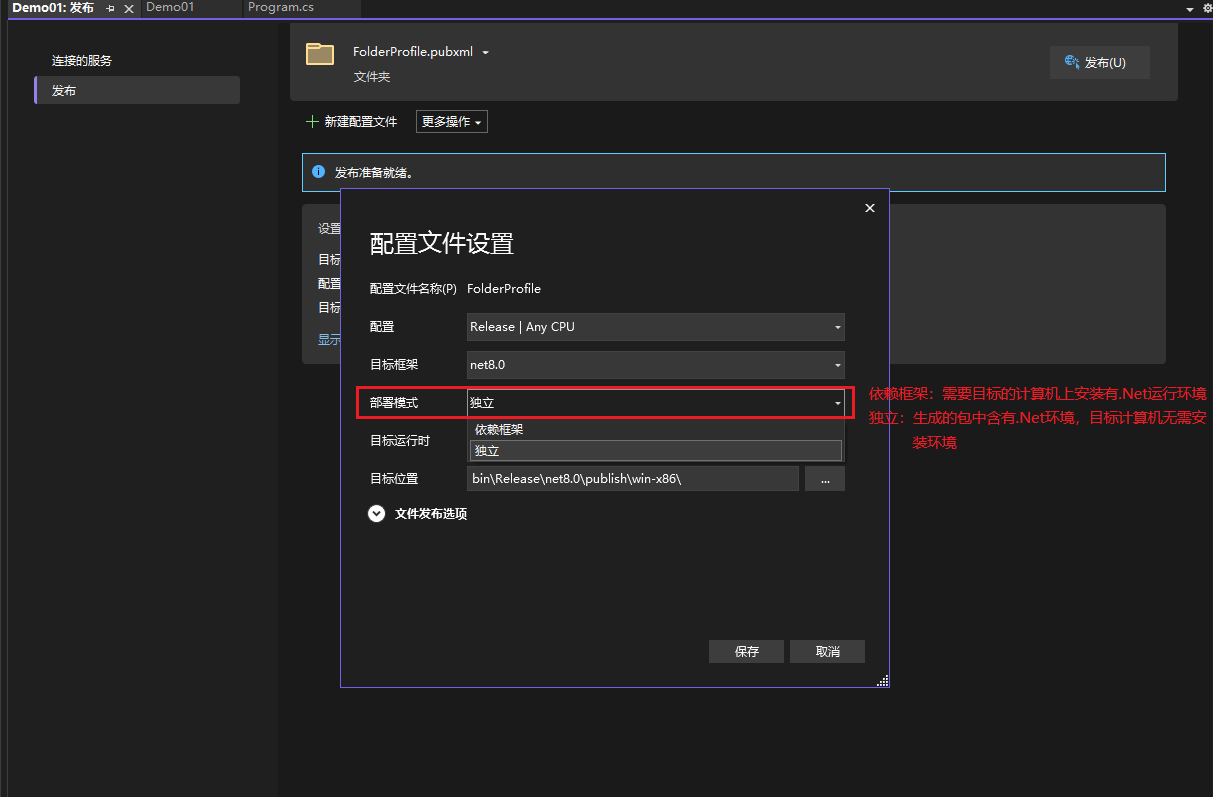 Demo01: 发布
Demo01
Program.cs
连接的服务
发布
FolderProfile.pubxml
文件夹
发布(U)
新建配置文件
更多操作
发布准备就绪。
设置
目标
配置
目标
显示
配置文件设置
配置文件名称(P) FolderProfile
配置 Release | Any CPU
目标框架 net8.0
部署模式 独立
依赖框架
独立
目标运行时
目标位置 bin\Release\net8.0\publish\win-x86\ ...
文件发布选项
保存 取消
依赖框架：需要目标的计算机上安装有.Net运行环境
独立：生成的包中含有.Net环境，目标计算机无需安
装环境